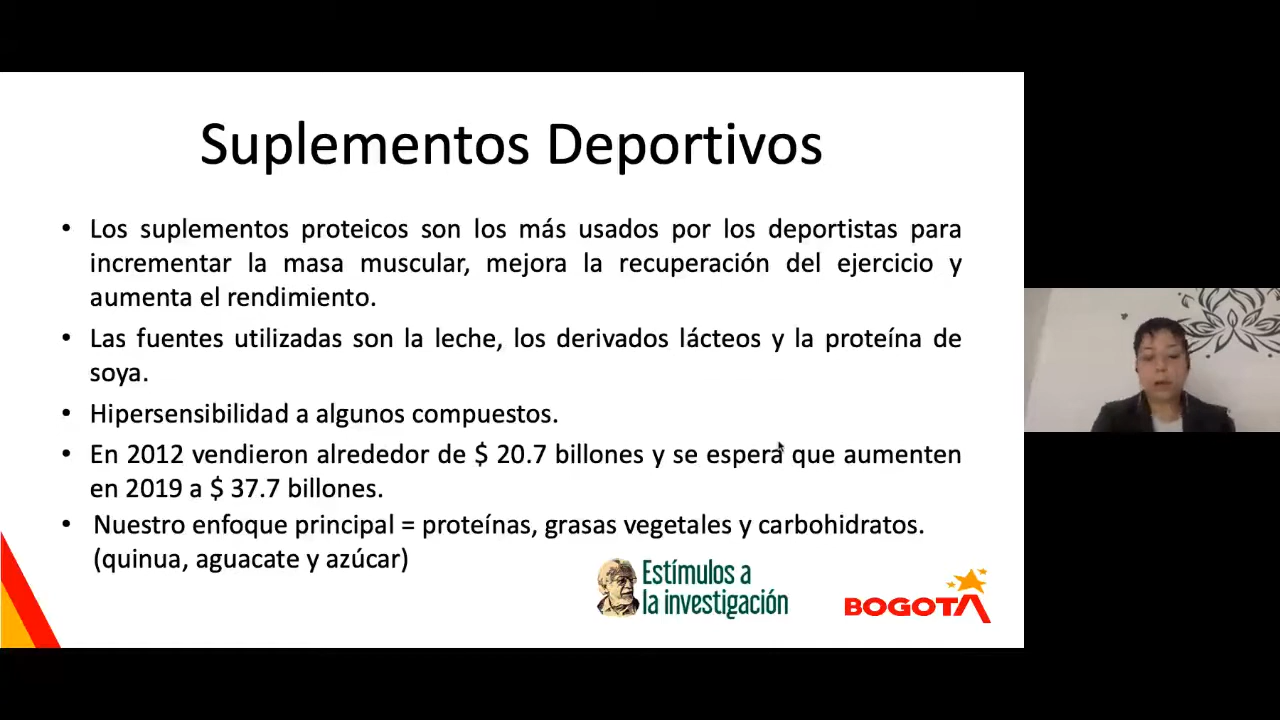 Suplementos Deportivos
• Los suplementos proteicos son los más usados por los deportistas para
incrementar la masa muscular, mejora la recuperación del ejercicio y
aumenta el rendimiento.
• Las fuentes utilizadas son la leche, los derivados lácteos y la proteína de
soya.
• Hipersensibilidad a algunos compuestos.
• En 2012 vendieron alrededor de $ 20.7 billones y se espera que aumenten
en 2019 a $ 37.7 billones.
• Nuestro enfoque principal = proteínas, grasas vegetales y carbohidratos.
(quinua, aguacate y azúcar)
Estímulos a
la investigación
BOGOTA